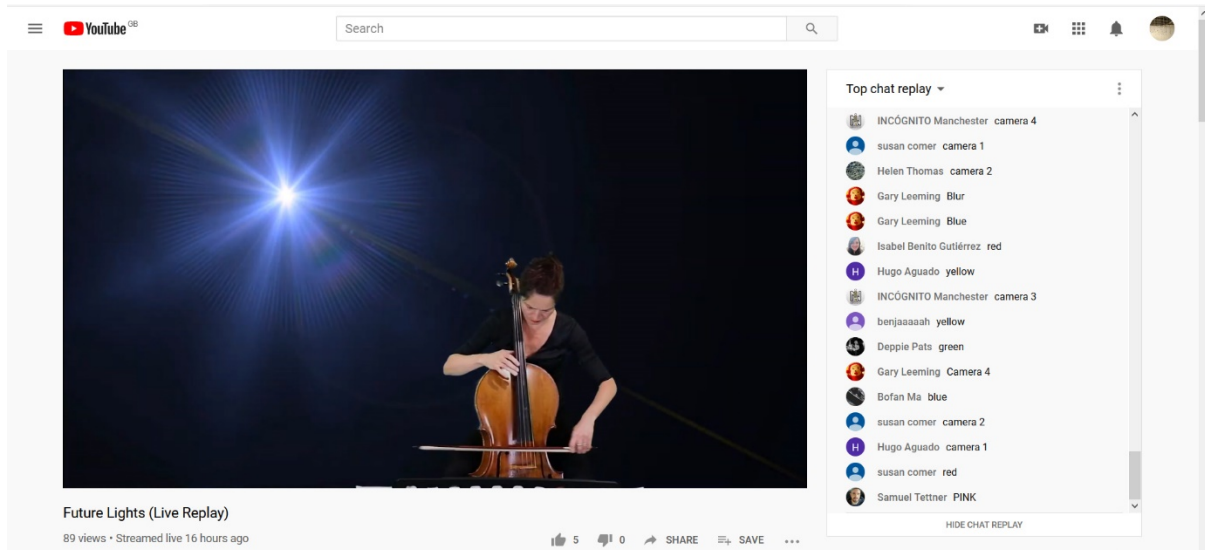 YouTube GB
Search
Top chat replay
INCÓGNITO Manchester camera 4
susan comer camera 1
Helen Thomas camera 2
Gary Leeming Blur
Gary Leeming Blue
Isabel Benito Gutiérrez red
H Hugo Aguado yellow
INCÓGNITO Manchester camera 3
benjaaaaah yellow
Deppie Pats green
Gary Leeming Camera 4
Bofan Ma blue
susan comer camera 2
H Hugo Aguado camera 1
susan comer red
Samuel Tettner PINK
HIDE CHAT REPLAY
Future Lights (Live Replay)
89 views • Streamed live 16 hours ago
5 0 SHARE SAVE